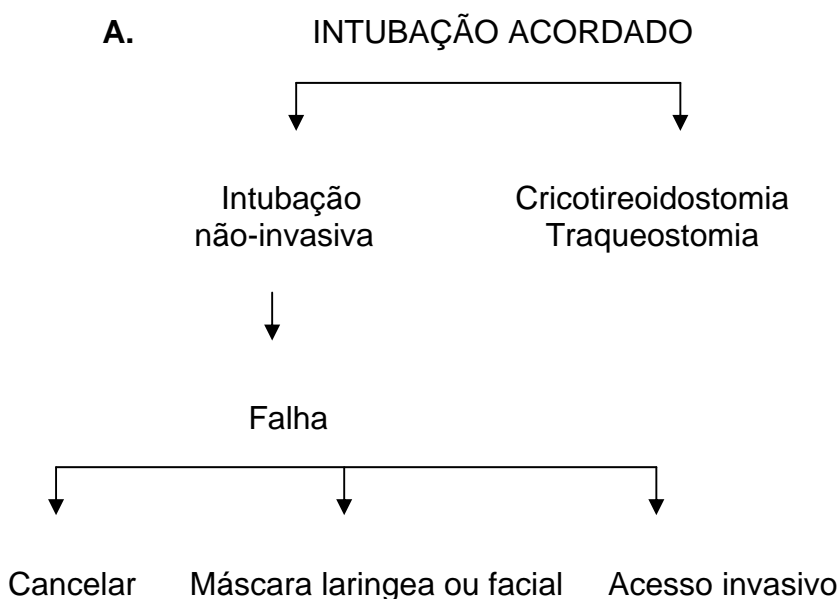 A. INTUBAÇÃO ACORDADO
Intubação
não-invasiva
Cricotireoidostomia
Traqueostomia
Falha
Cancelar
Máscara laringea ou facial
Acesso invasivo